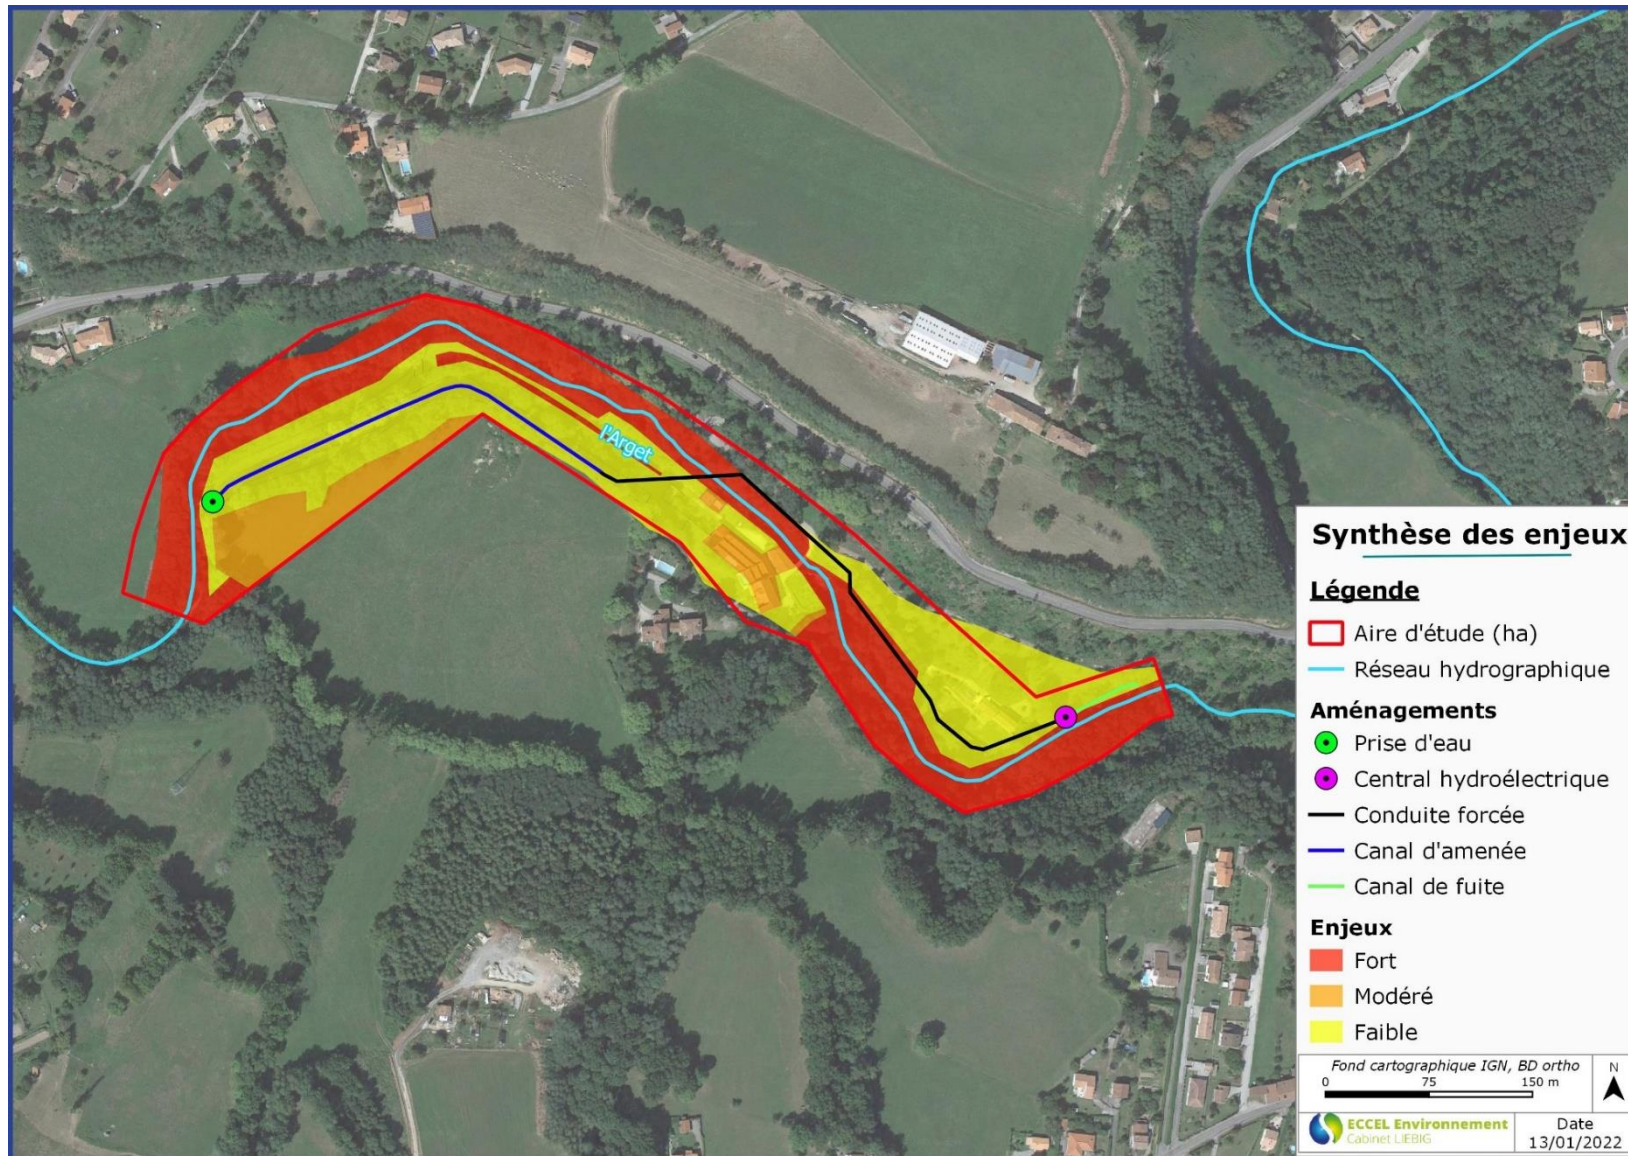 l'Arget
Synthèse des enjeux
Légende
Aire d'étude (ha)
Réseau hydrographique
Aménagements
Prise d'eau
Central hydroélectrique
Conduite forcée
Canal d'amenée
Canal de fuite
Enjeux
Fort
Modéré
Faible
Fond cartographique IGN, BD ortho
0 75 150 m
N
ECCEL Environnement
Cabinet LIEBIG
Date
13/01/2022